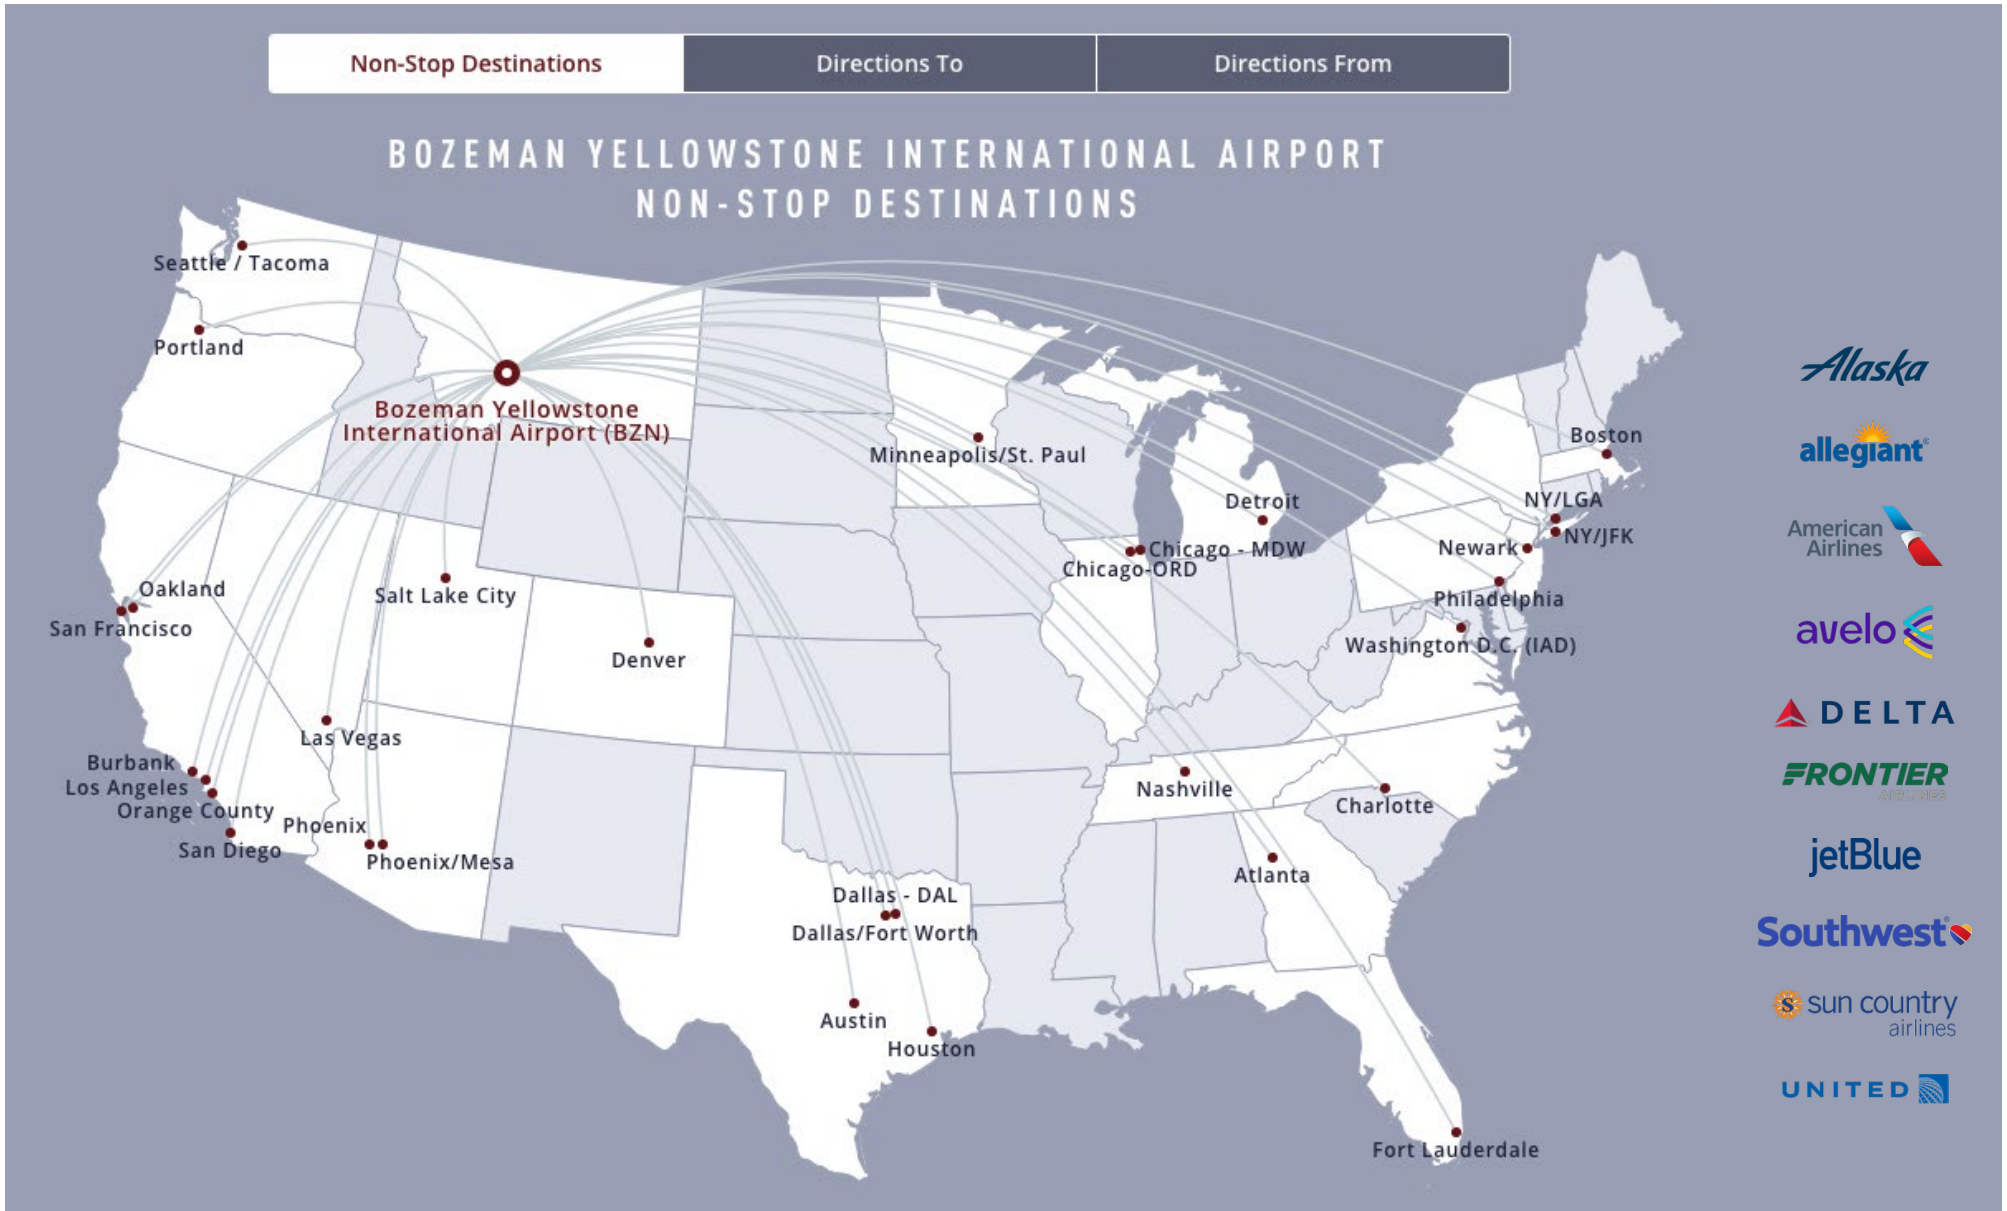 Non-Stop Destinations
Directions To
Directions From
BOZEMAN YELLOWSTONE INTERNATIONAL AIRPORT
NON-STOP DESTINATIONS
Seattle / Tacoma
Portland
Bozeman Yellowstone
International Airport (BZN)
Minneapolis/St. Paul
Boston
Detroit
NY/LGA
NY/JFK
Newark
Chicago - MDW
Chicago-ORD
Oakland
San Francisco
Salt Lake City
Philadelphia
Washington D.C. (IAD)
Denver
Las Vegas
Burbank
Los Angeles
Orange County
San Diego
Phoenix
Phoenix/Mesa
Nashville
Charlotte
Atlanta
Dallas - DAL
Dallas/Fort Worth
Austin
Houston
Fort Lauderdale
Alaska
allegiant®
American
Airlines
avelo
DELTA
FRONTIER
AIRLINES
jetBlue
Southwest®
S sun country
airlines
UNITED